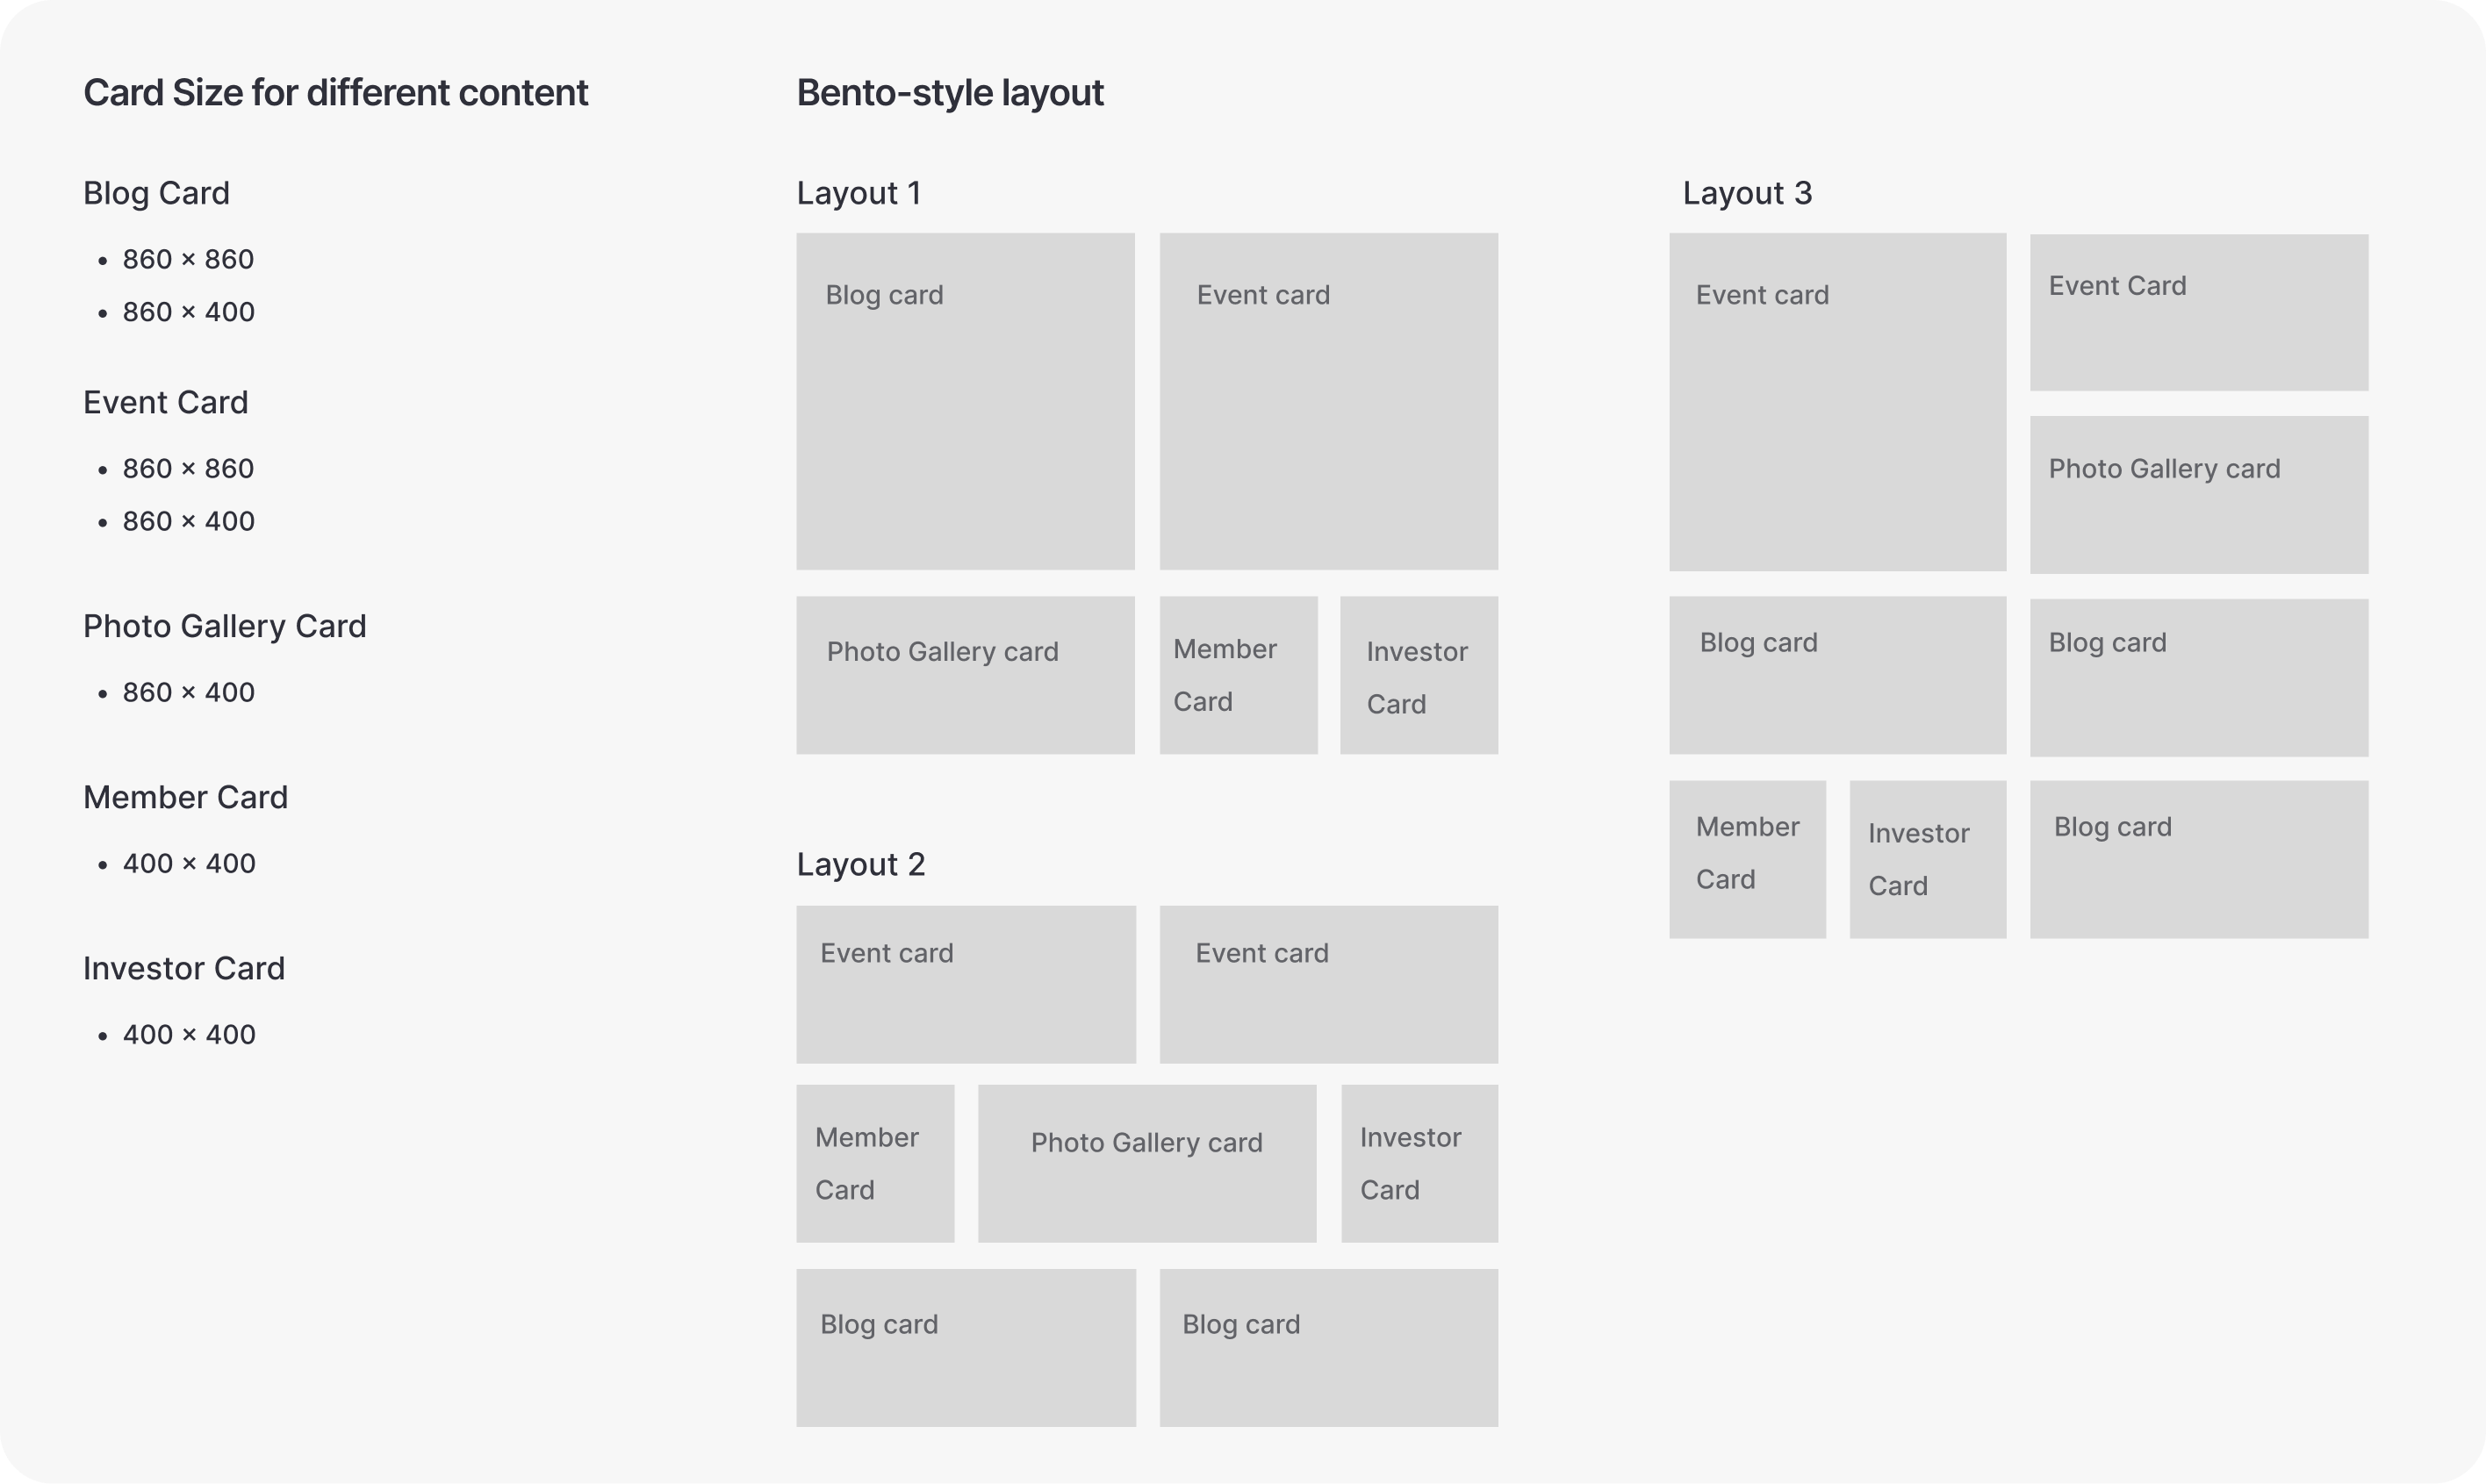 Card Size for different content
Blog Card
• 860 × 860
• 860 × 400
Event Card
• 860 × 860
• 860 × 400
Photo Gallery Card
• 860 × 400
Member Card
• 400 × 400
Investor Card
• 400 × 400
Bento-style layout
Layout 1
Blog card
Event card
Photo Gallery card
Member
Card
Investor
Card
Layout 2
Event card
Event card
Member
Card
Photo Gallery card
Investor
Card
Blog card
Blog card
Layout 3
Event card
Event Card
Photo Gallery card
Blog card
Blog card
Member
Card
Investor
Card
Blog card